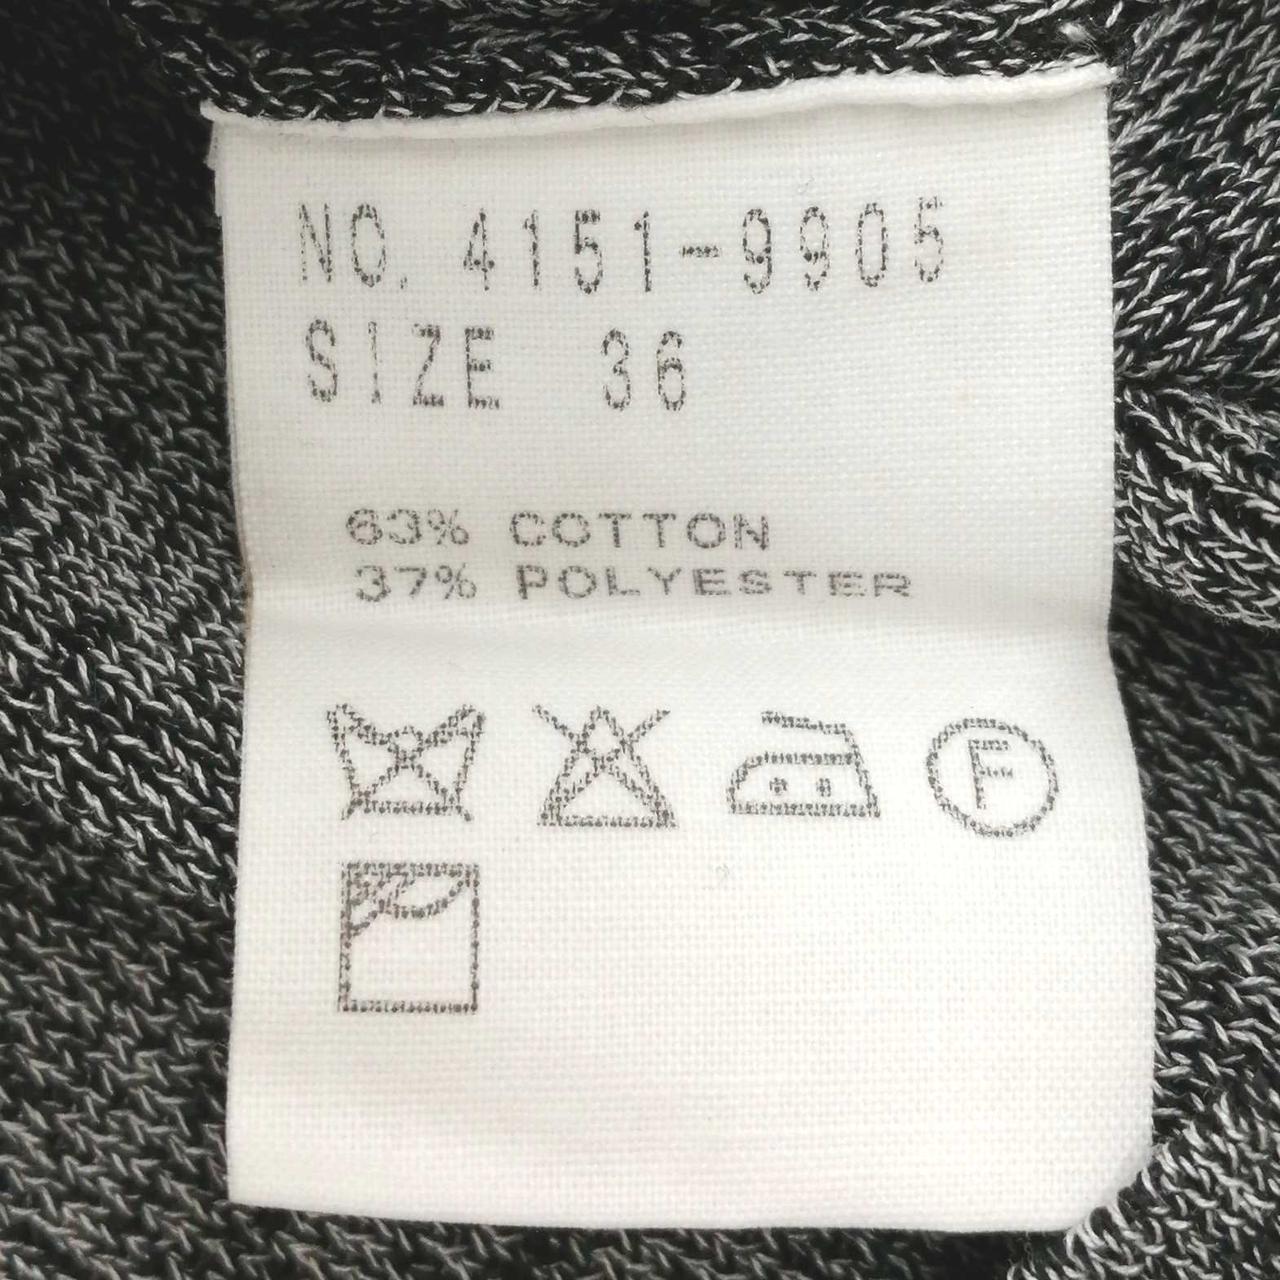 NO. 4151-9905
SIZE 36
63% COTTON
37% POLYESTER
F